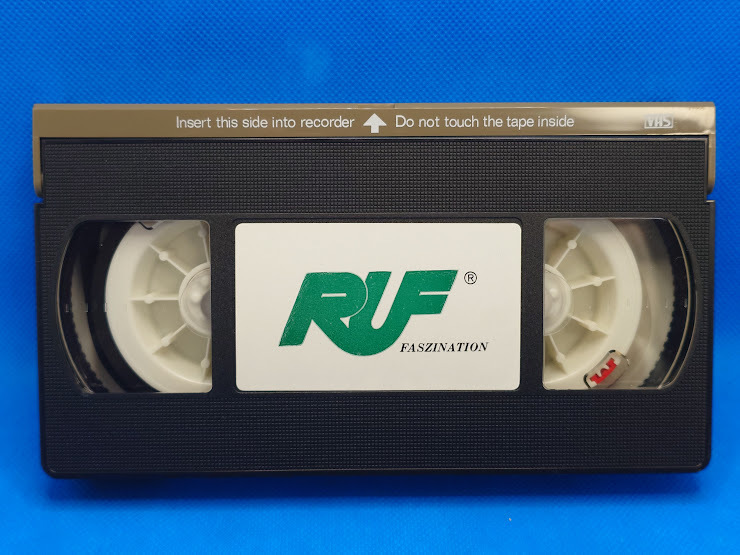 Insert this side into recorder ⬆ Do not touch the tape inside
VHS
RUF®
FASZINATION